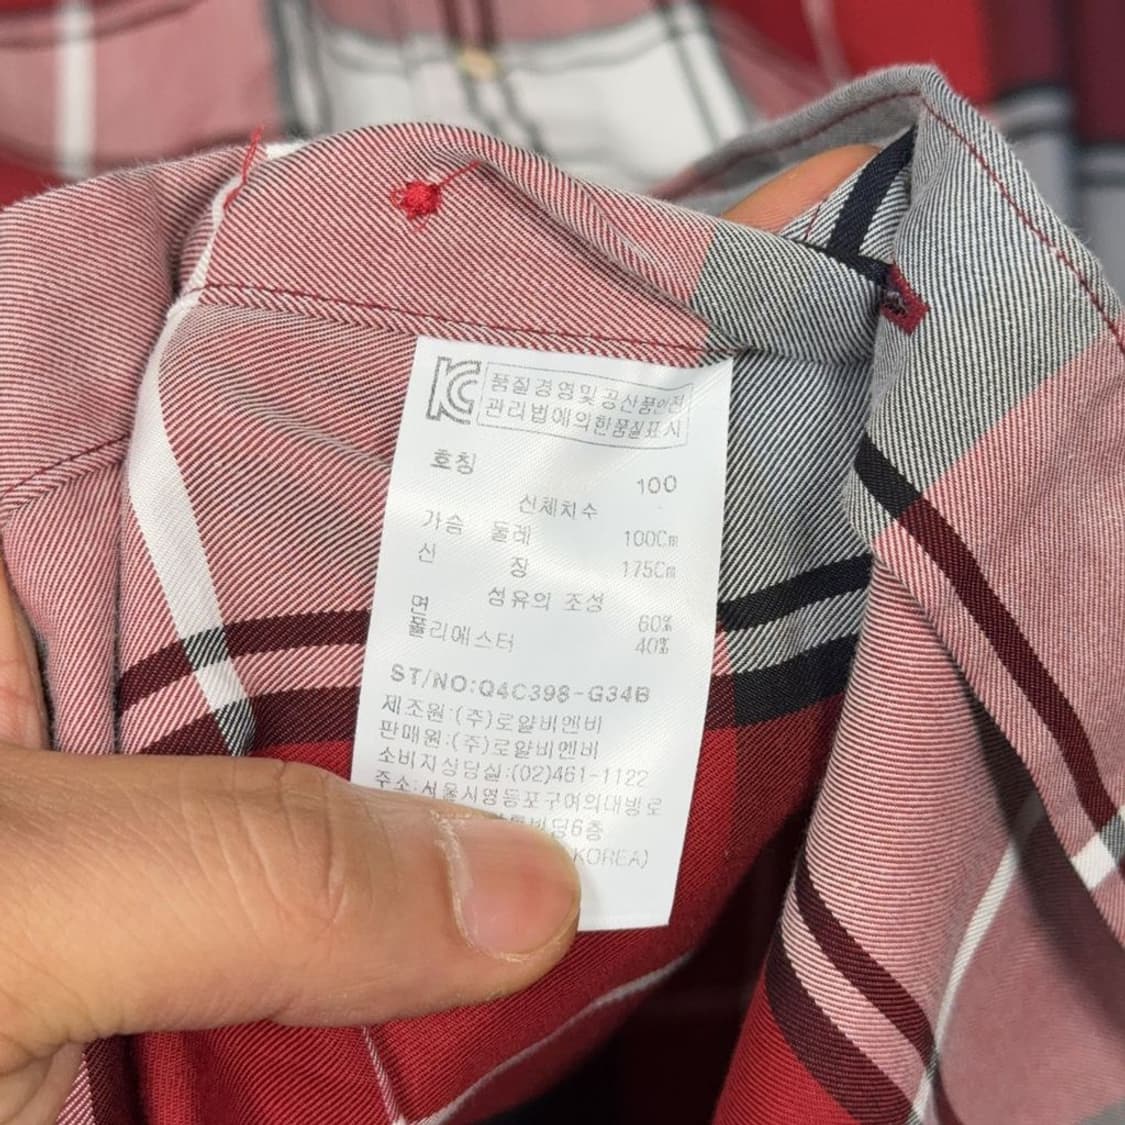 KC 품질경영및공산품안전
관리법에의한품질표시
호칭 100
신체치수
가슴 둘레 100Cm
신 장 175Cm
섬유의 조성
면 60%
폴리에스터 40%
ST/NO:Q4C398-G34B
제조원:(주)로얄비엔비
판매원:(주)로얄비엔비
소비자상담실:(02)461-1122
주소:서울시영등포구여의대방로
6층
KOREA)